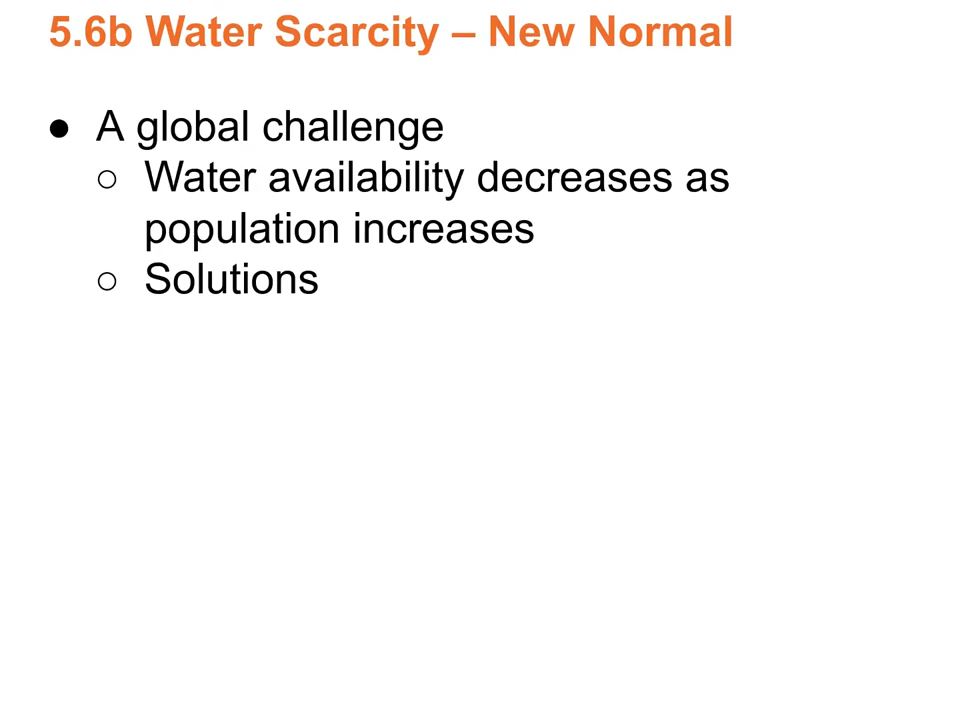 5.6b Water Scarcity – New Normal
● A global challenge
○ Water availability decreases as
population increases
○ Solutions